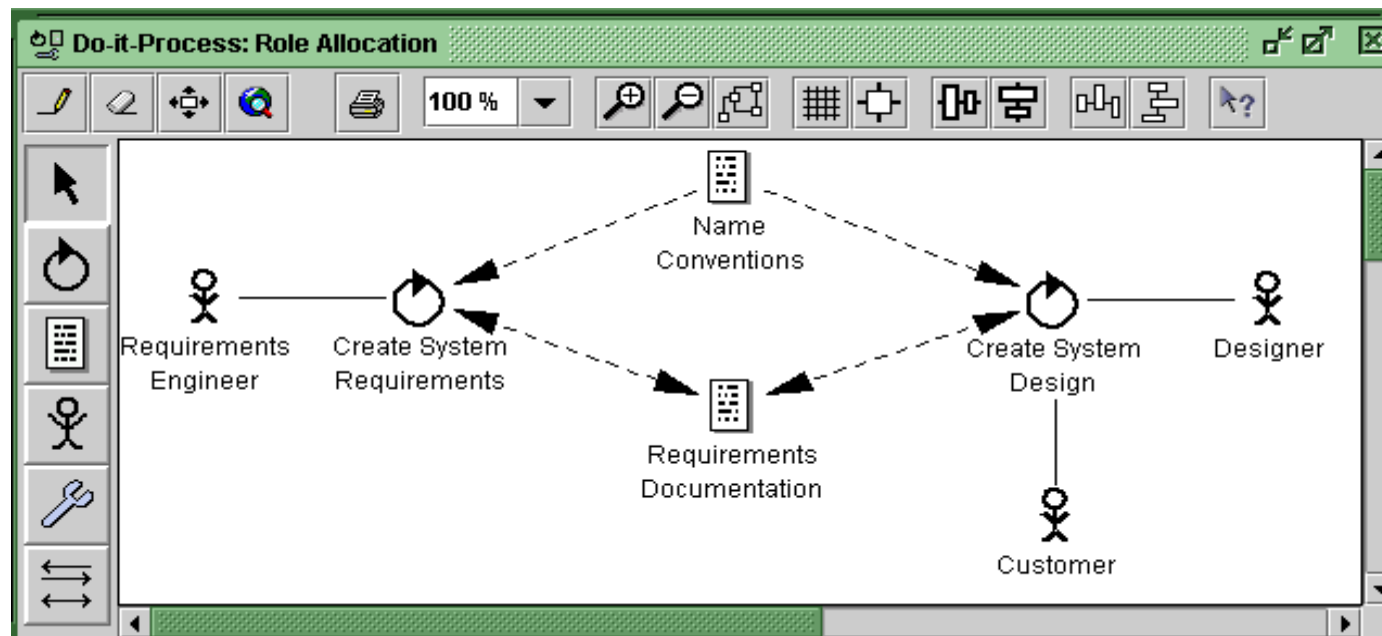 Do-it-Process: Role Allocation
100 %
?
Name
Conventions
Requirements
Engineer
Create System
Requirements
Create System
Design
Designer
Requirements
Documentation
Customer